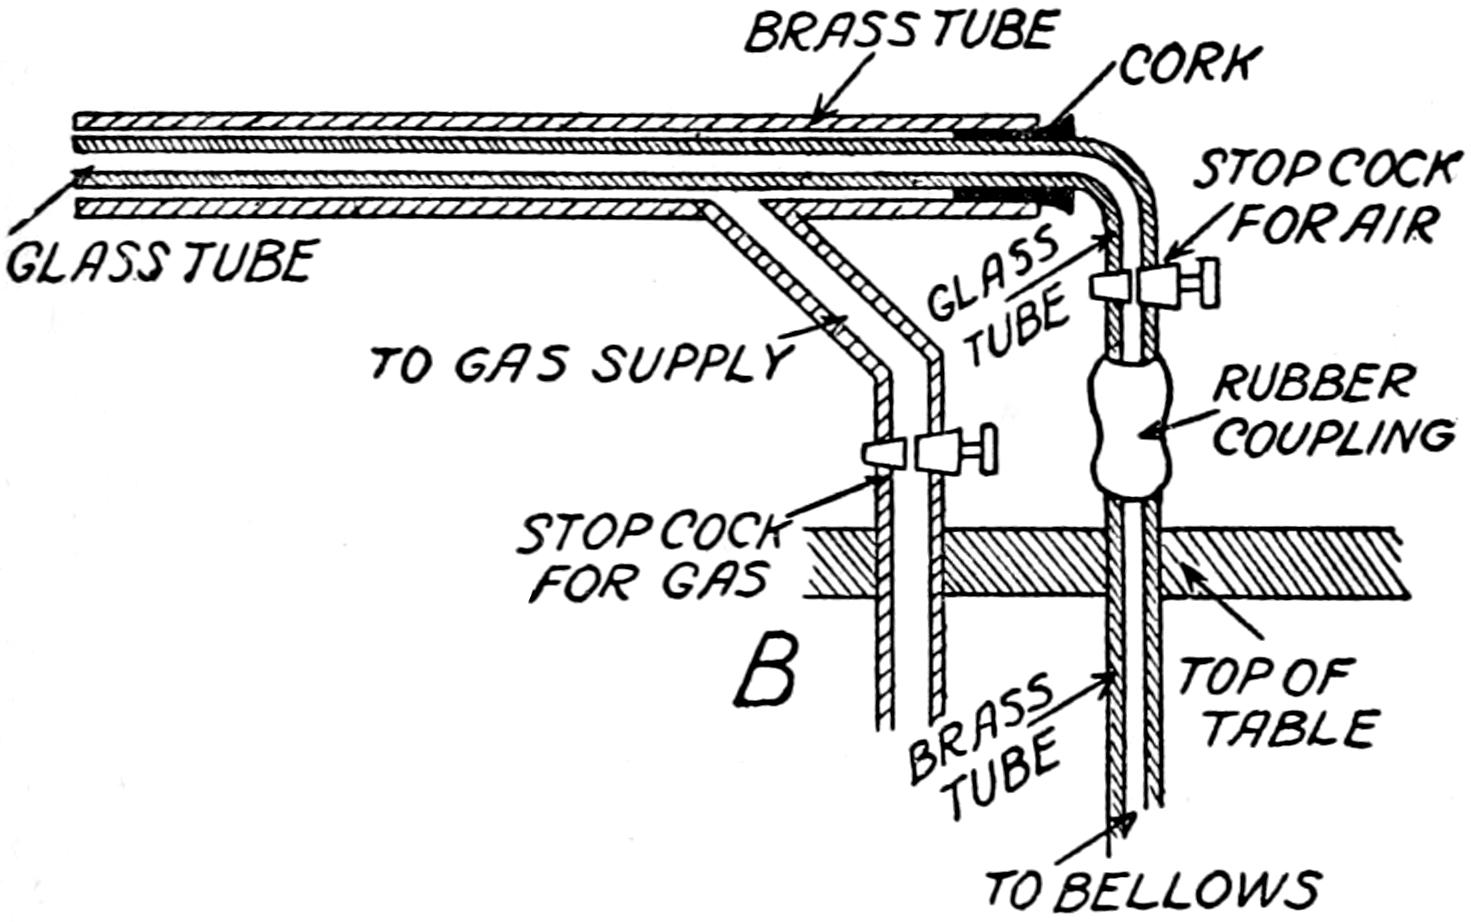 BRASS TUBE
CORK
STOP COCK
FOR AIR
GLASS TUBE
GLASS
TUBE
TO GAS SUPPLY
RUBBER
COUPLING
STOP COCK
FOR GAS
B
TOP OF
TABLE
BRASS
TUBE
TO BELLOWS